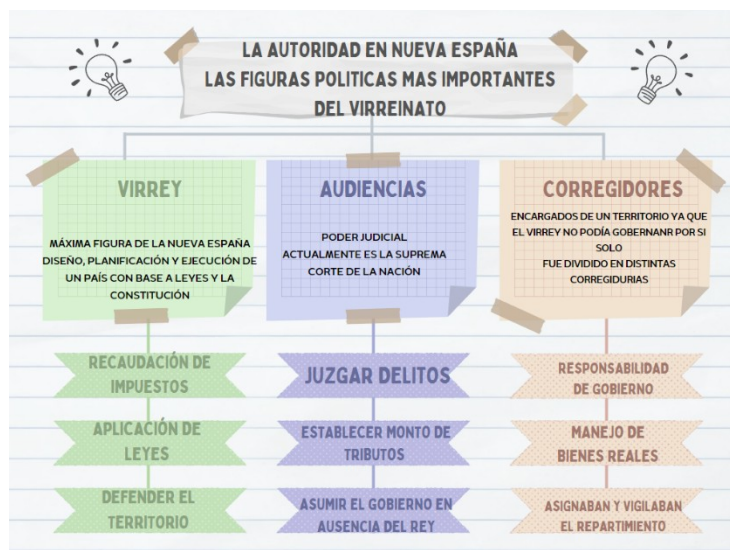 LA AUTORIDAD EN NUEVA ESPAÑA
LAS FIGURAS POLITICAS MAS IMPORTANTES
DEL VIRREINATO
VIRREY
MÁXIMA FIGURA DE LA NUEVA ESPAÑA
DISEÑO, PLANIFICACIÓN Y EJECUCIÓN DE
UN PAÍS CON BASE A LEYES Y LA
CONSTITUCIÓN
RECAUDACIÓN DE
IMPUESTOS
APLICACIÓN DE
LEYES
DEFENDER EL
TERRITORIO
AUDIENCIAS
PODER JUDICIAL
ACTUALMENTE ES LA SUPREMA
CORTE DE LA NACIÓN
JUZGAR DELITOS
ESTABLECER MONTO DE
TRIBUTOS
ASUMIR EL GOBIERNO EN
AUSENCIA DEL REY
CORREGIDORES
ENCARGADOS DE UN TERRITORIO YA QUE
EL VIRREY NO PODÍA GOBERNANR POR SI
SOLO
FUE DIVIDIDO EN DISTINTAS
CORREGIDURIAS
RESPONSABILIDAD
DE GOBIERNO
MANEJO DE
BIENES REALES
ASIGNABAN Y VIGILABAN
EL REPARTIMIENTO